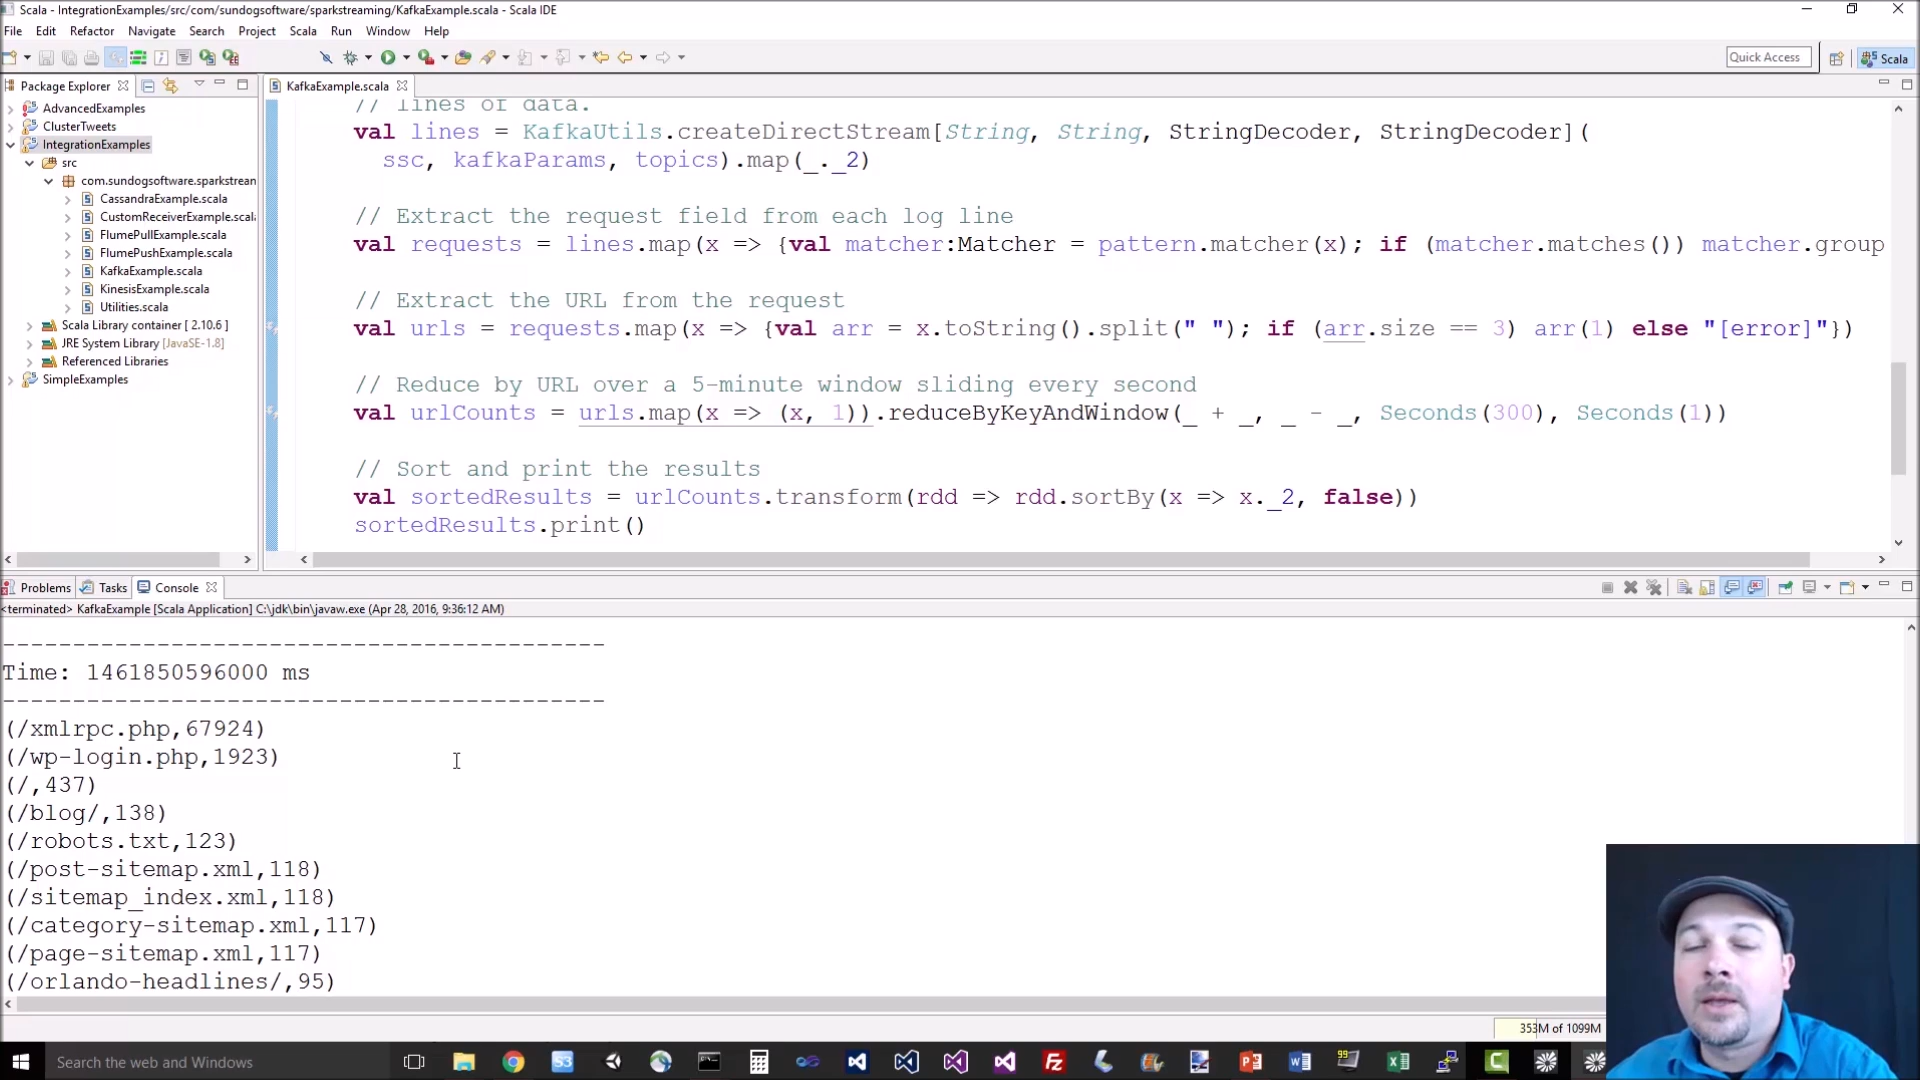 Scala - IntegrationExamples/src/com/sundogsoftware/sparkstreaming/KafkaExample.scala - Scala IDE
File Edit Refactor Navigate Search Project Scala Run Window Help
Quick Access
Scala
Package Explorer
AdvancedExamples
ClusterTweets
IntegrationExamples
src
com.sundogsoftware.sparkstrean
CassandraExample.scala
CustomReceiverExample.scal
FlumePullExample.scala
FlumePushExample.scala
KafkaExample.scala
KinesisExample.scala
Utilities.scala
Scala Library container [ 2.10.6 ]
JRE System Library [JavaSE-1.8]
Referenced Libraries
SimpleExamples
KafkaExample.scala
// lines of data.
val lines = KafkaUtils.createDirectStream[String, String, StringDecoder, StringDecoder](
ssc, kafkaParams, topics).map(_._2)
// Extract the request field from each log line
val requests = lines.map(x => {val matcher:Matcher = pattern.matcher(x); if (matcher.matches()) matcher.group
// Extract the URL from the request
val urls = requests.map(x => {val arr = x.toString().split(" "); if (arr.size == 3) arr(1) else "[error]"})
// Reduce by URL over a 5-minute window sliding every second
val urlCounts = urls.map(x => (x, 1)).reduceByKeyAndWindow(_ + _, _ - _, Seconds(300), Seconds(1))
// Sort and print the results
val sortedResults = urlCounts.transform(rdd => rdd.sortBy(x => x._2, false))
sortedResults.print()
Problems Tasks Console
<terminated> KafkaExample [Scala Application] C:\jdk\bin\javaw.exe (Apr 28, 2016, 9:36:12 AM)
-------------------------------------------
Time: 1461850596000 ms
-------------------------------------------
(/xmlrpc.php,67924)
(/wp-login.php,1923)
(/,437)
(/blog/,138)
(/robots.txt,123)
(/post-sitemap.xml,118)
(/sitemap_index.xml,118)
(/category-sitemap.xml,117)
(/page-sitemap.xml,117)
(/orlando-headlines/,95)
353M of 1099M
Search the web and Windows